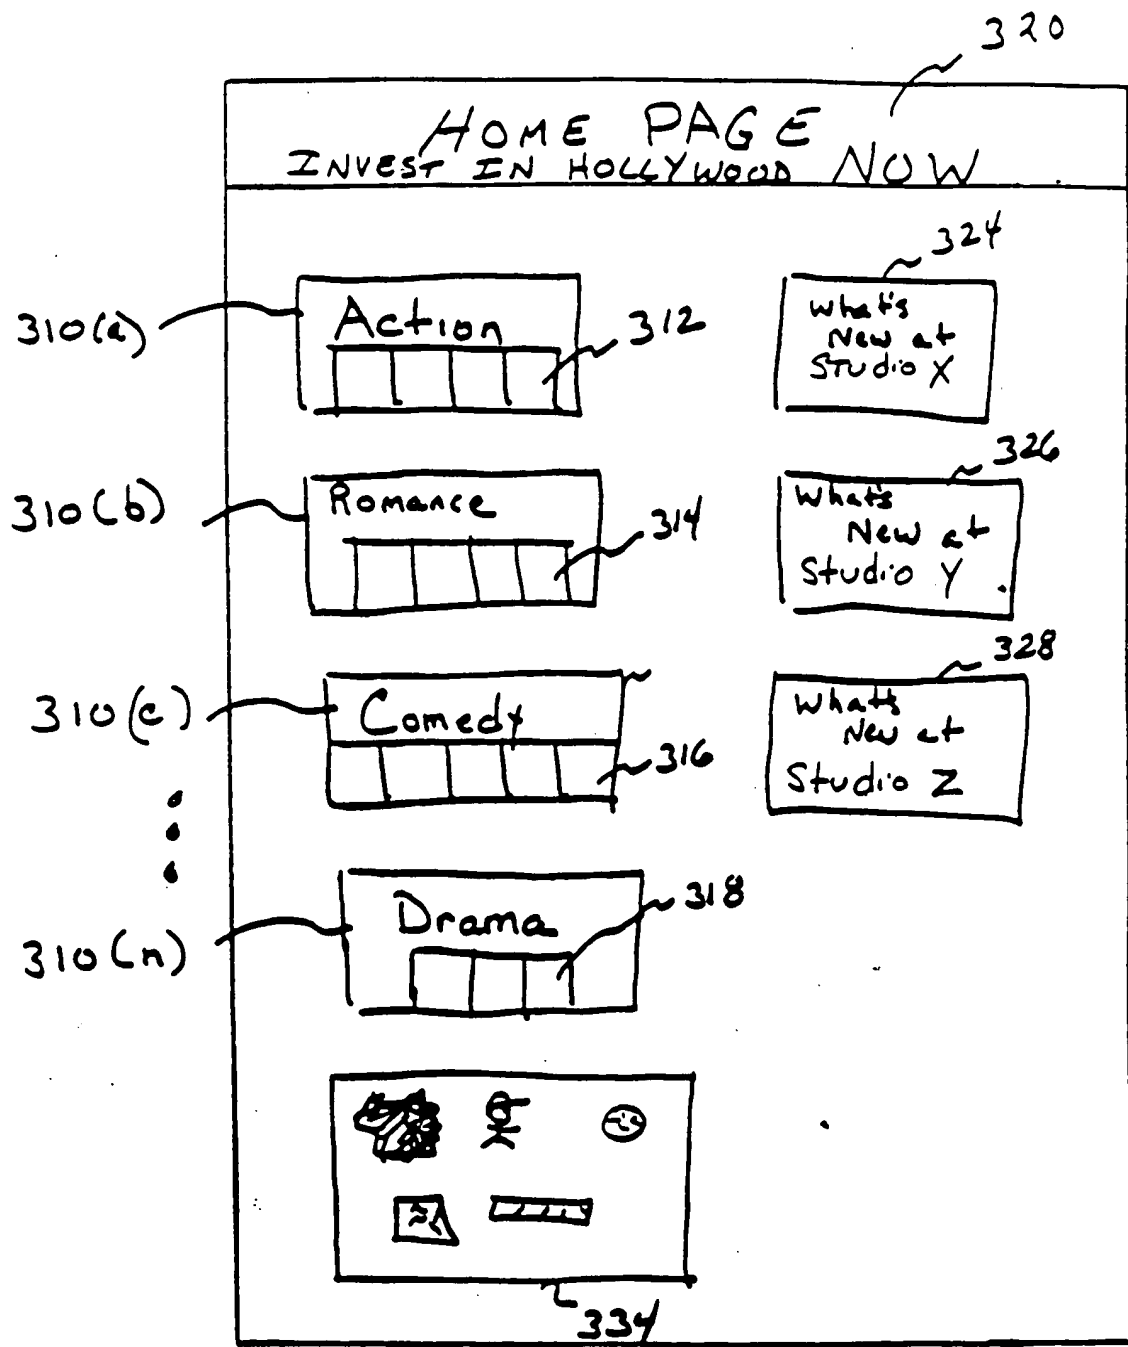 320
HOME PAGE
INVEST IN HOLLYWOOD NOW
324
310(a)
Action
312
What's
New at
Studio X
326
310(b)
Romance
314
What's
New at
Studio Y
328
310(c)
Comedy
316
What's
New at
Studio Z
310(n)
Drama
318
334